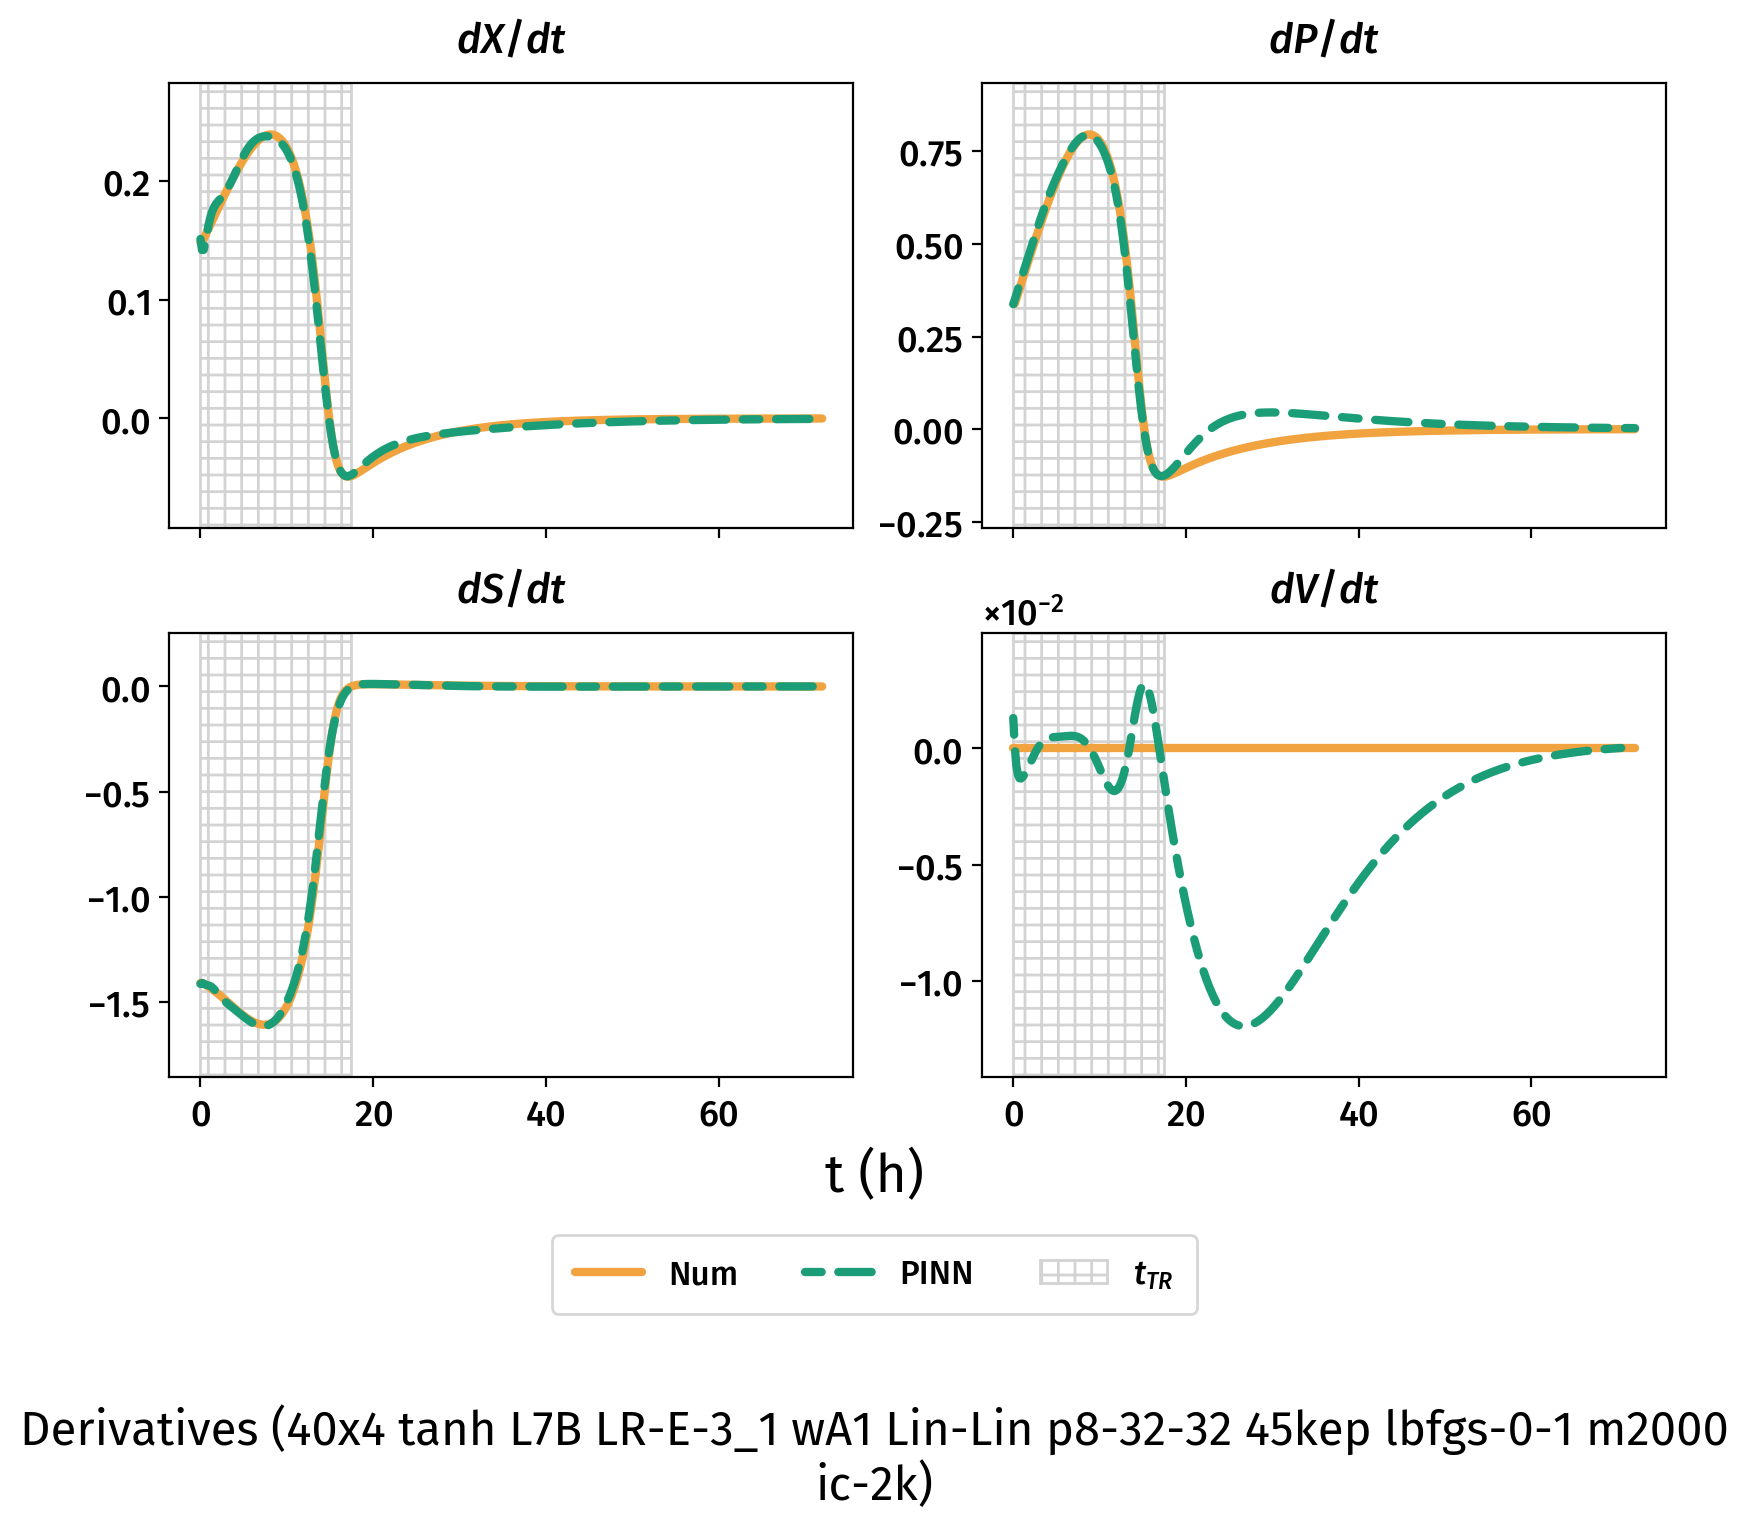 dX/dt
dP/dt
0.2
0.1
0.0
0.75
0.50
0.25
0.00
−0.25
dS/dt
dV/dt
×10⁻²
0.0
−0.5
−1.0
−1.5
0 20 40 60
0.0
−0.5
−1.0
0 20 40 60
t (h)
Num PINN t_TR
Derivatives (40x4 tanh L7B LR-E-3_1 wA1 Lin-Lin p8-32-32 45kep lbfgs-0-1 m2000
ic-2k)